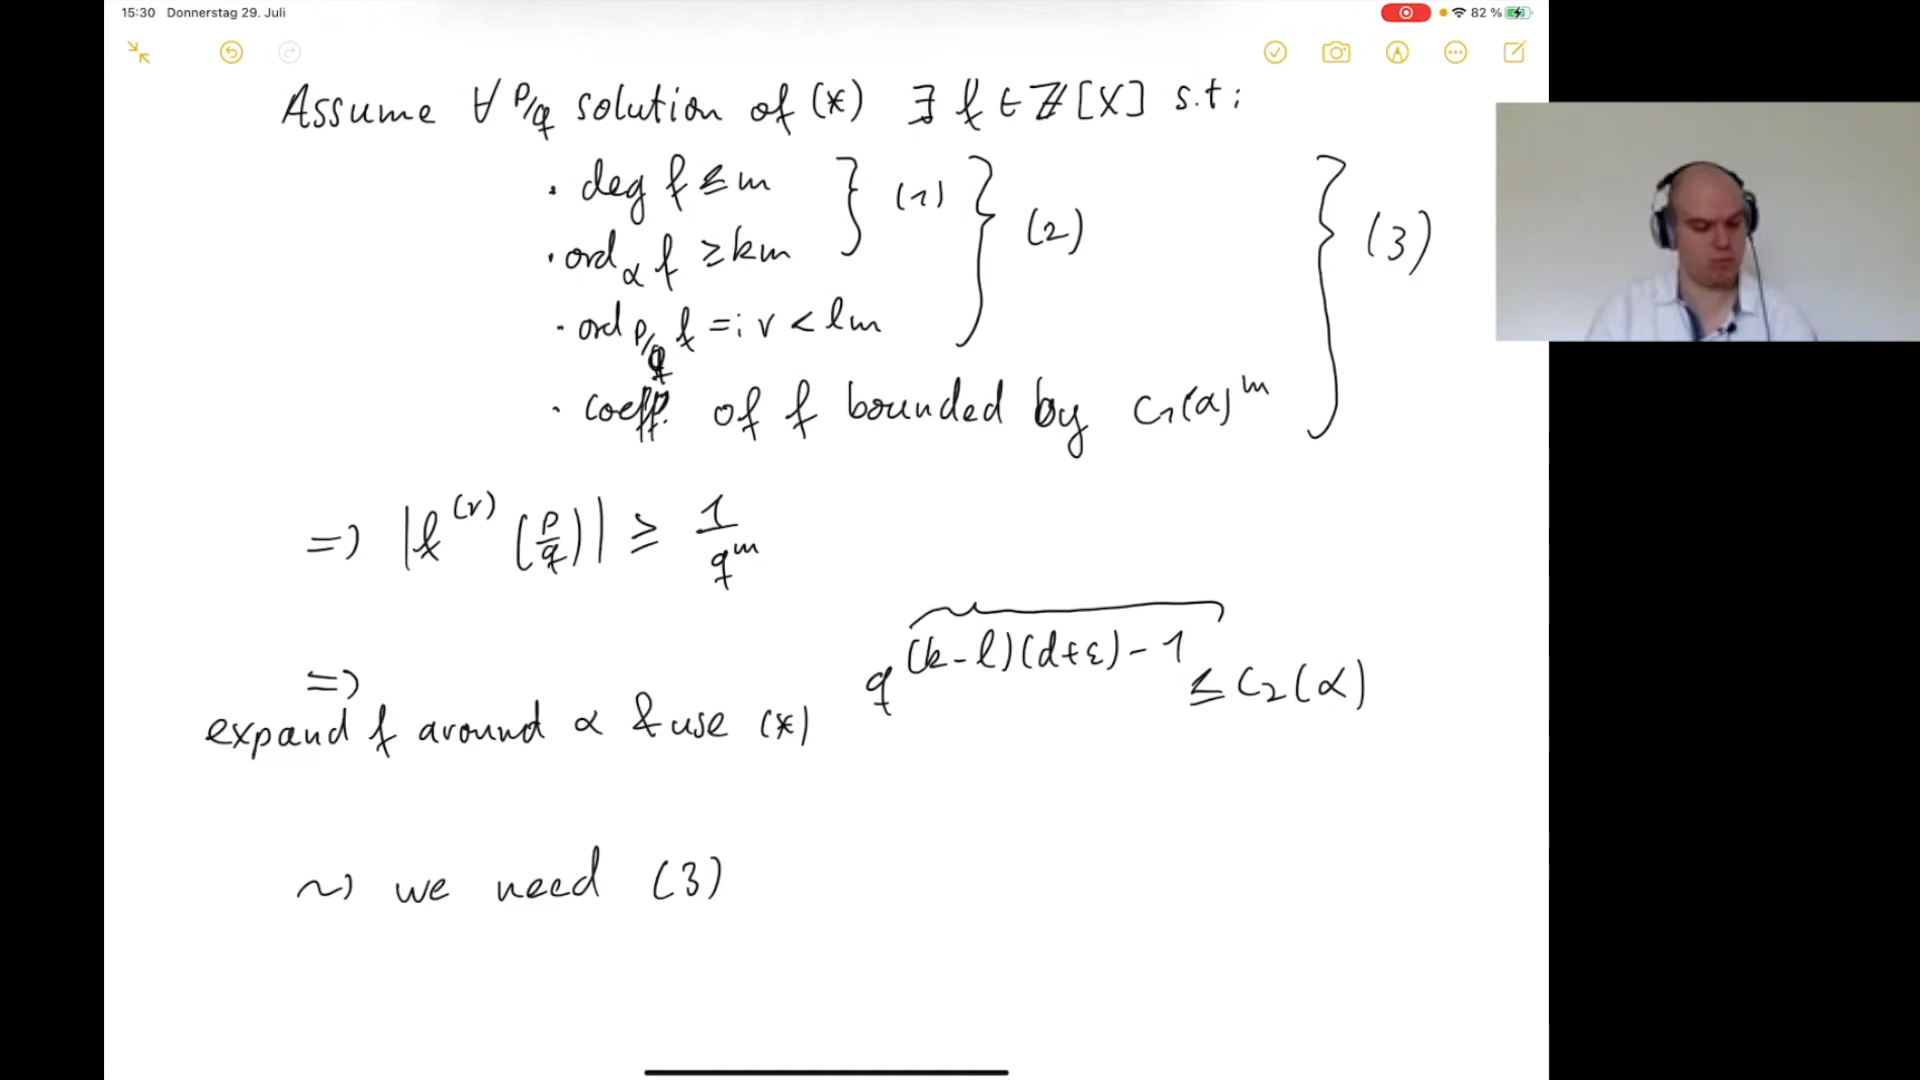 15:30 Donnerstag 29. Juli
82 %
Assume ∀ p/q solution of (*) ∃ f ∈ ℤ[X] s.t:
· deg f ≤ m } (1)
· ord_α f ≥ km } (2)
· ord_{p/q} f =: r < lm } (3)
· coeff. of f bounded by c₁(α)^m
=> |f^{(r)}(p/q)| ≥ 1/q^m
=> q^{(k-l)(d+ε)-1} ≤ C₂(α)
expand f around α & use (*)
~> we need (3)